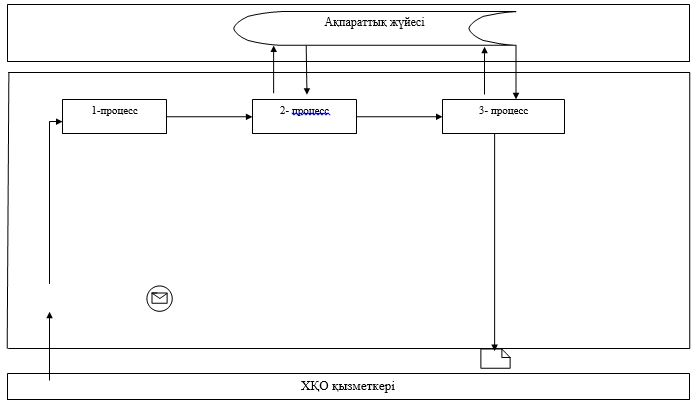 Ақпараттық жүйесі
1-процесс
2- процесс
3- процесс
ХҚО қызметкері